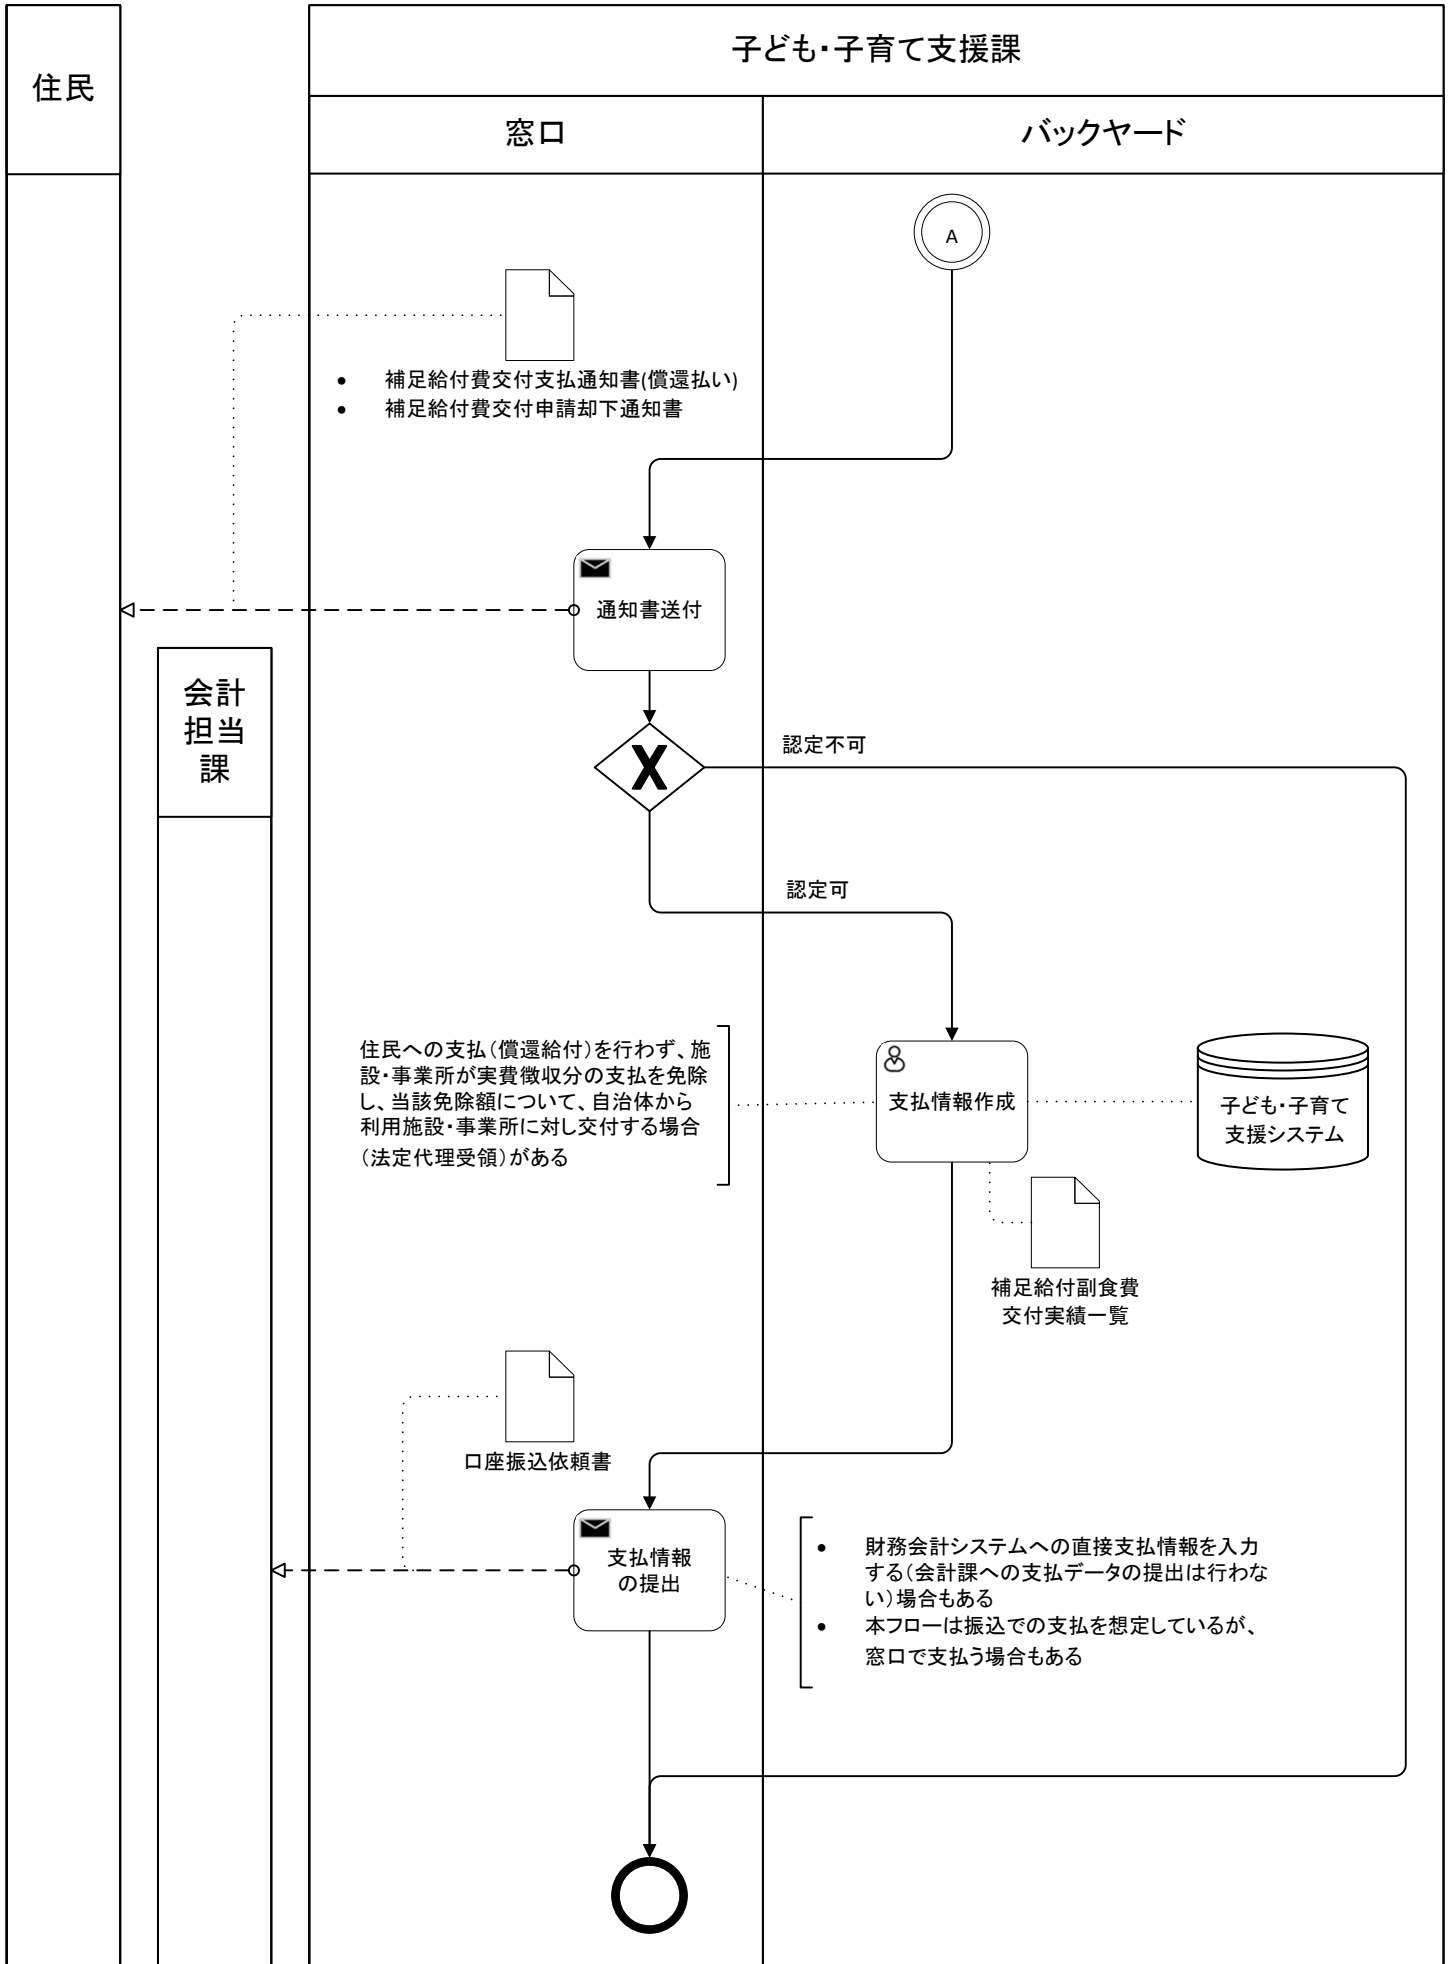 住民
子ども・子育て支援課
窓口
バックヤード
A
• 補足給付費交付支払通知書(償還払い)
• 補足給付費交付申請却下通知書
通知書送付
会計
担当
課
X
認定不可
認定可
住民への支払（償還給付）を行わず、施
設・事業所が実費徴収分の支払を免除
し、当該免除額について、自治体から
利用施設・事業所に対し交付する場合
（法定代理受領）がある
支払情報作成
子ども・子育て
支援システム
補足給付副食費
交付実績一覧
口座振込依頼書
支払情報
の提出
• 財務会計システムへの直接支払情報を入力
する（会計課への支払データの提出は行わな
い）場合もある
• 本フローは振込での支払を想定しているが、
窓口で支払う場合もある